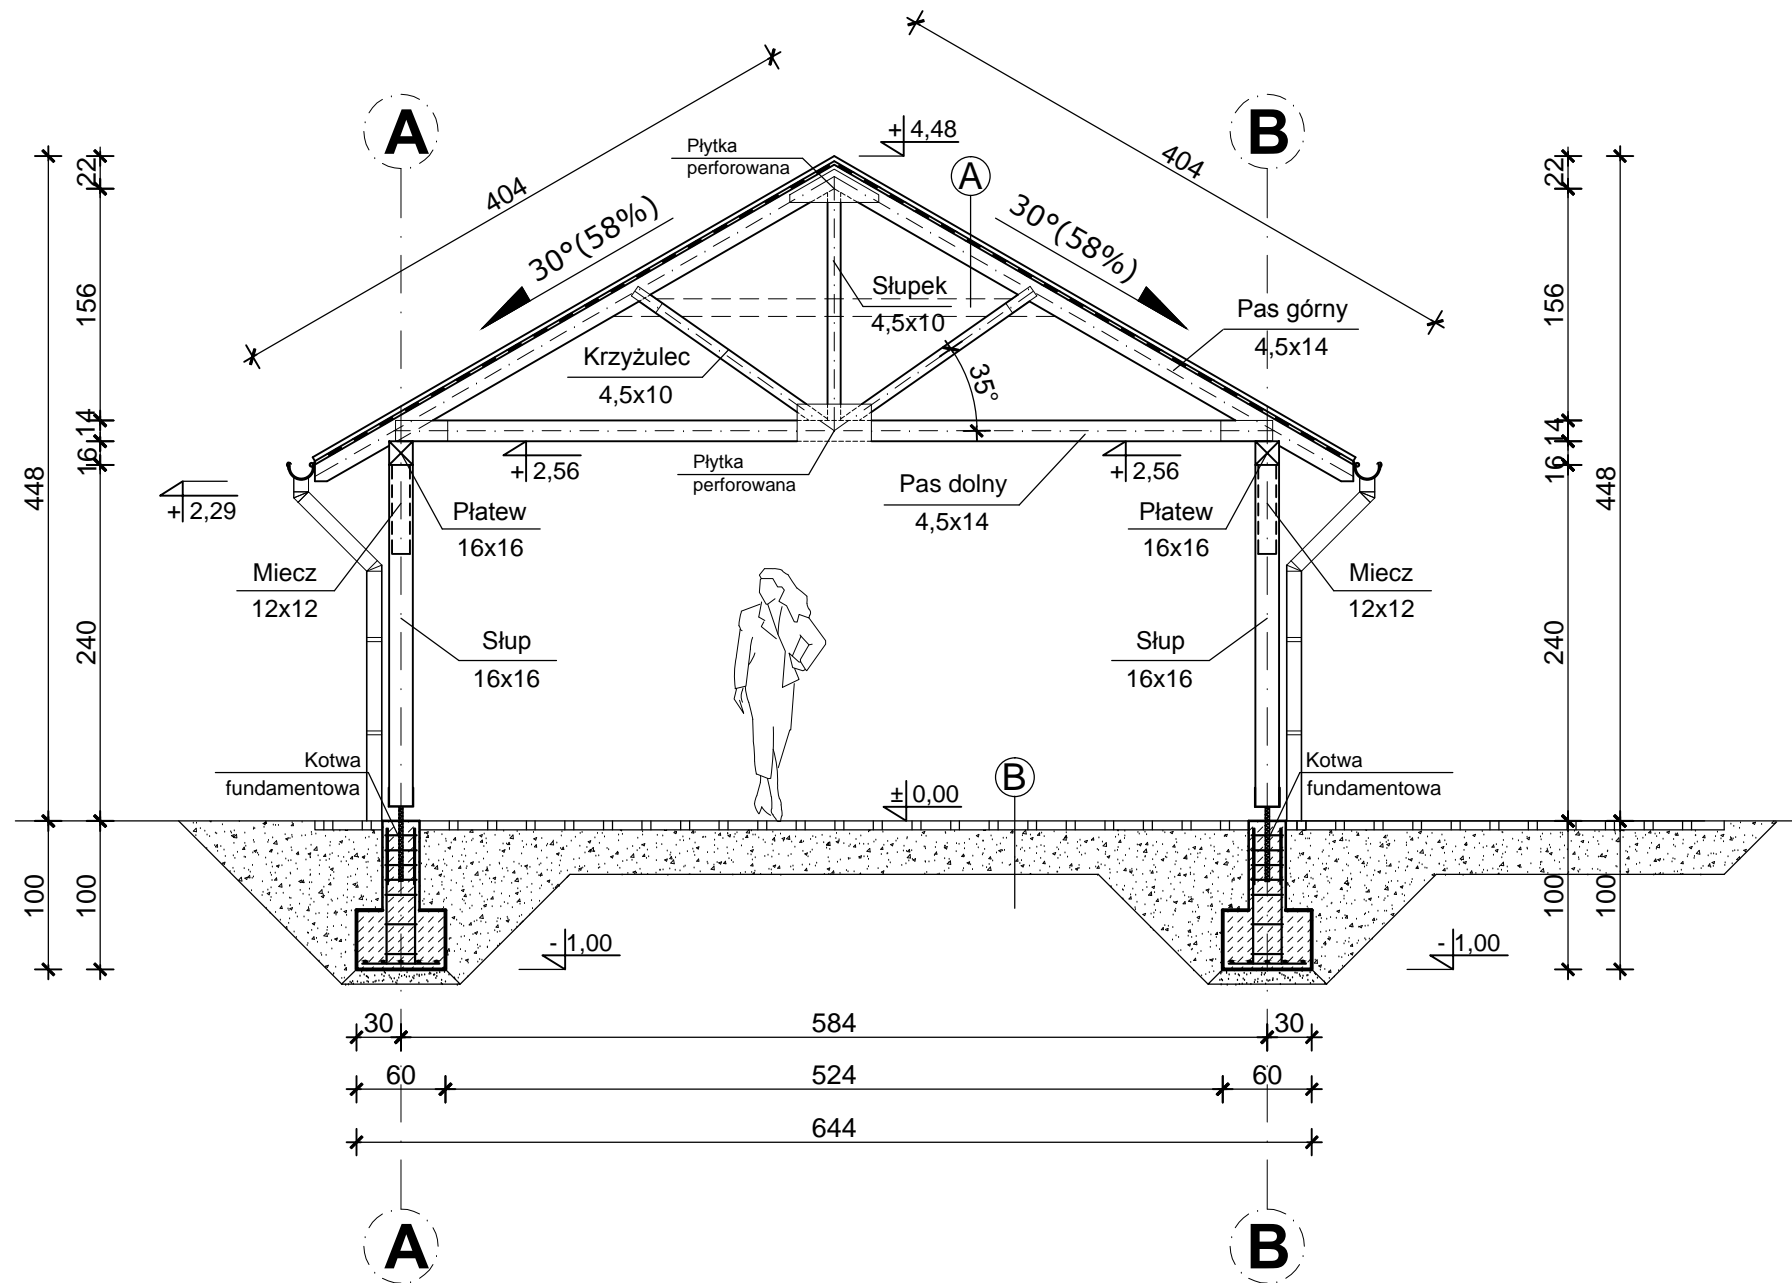 A
B
404
404
+ 4,48
Płytka
perforowana
A
30°(58%)
30°(58%)
22
156
14
16
240
448
100
100
22
156
14
16
240
448
100
100
Słupek
4,5x10
Krzyżulec
4,5x10
35°
Pas górny
4,5x14
+ 2,56
Płytka
perforowana
+ 2,56
Pas dolny
4,5x14
+ 2,29
Płatew
16x16
Płatew
16x16
Miecz
12x12
Miecz
12x12
Słup
16x16
Słup
16x16
Kotwa
fundamentowa
± 0,00
B
Kotwa
fundamentowa
- 1,00
- 1,00
30
584
30
60
524
60
644
A
B